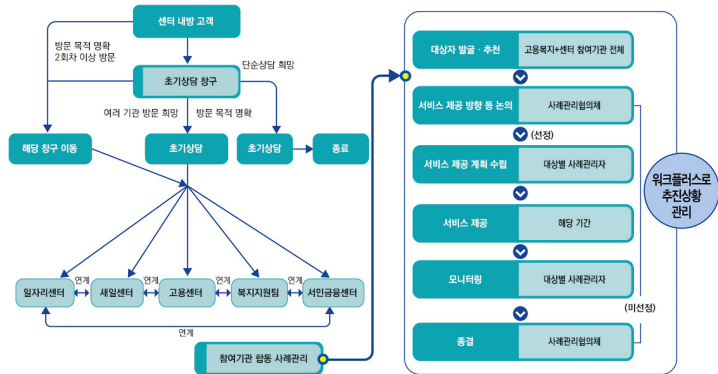 센터 내방 고객
방문 목적 명확
2회차 이상 방문
초기상담 창구
단순상담 희망
여러 기관 방문 희망
방문 목적 명확
해당 창구 이동
초기상담
초기상담
종료
일자리센터
연계
새일센터
연계
고용센터
연계
복지지원팀
연계
서민금융센터
연계
참여기관 합동 사례관리
대상자 발굴 · 추천
고용복지+센터 참여기관 전체
서비스 제공 방향 등 논의
사례관리협의체
(선정)
서비스 제공 계획 수립
대상별 사례관리자
서비스 제공
해당 기간
모니터링
대상별 사례관리자
(미선정)
종결
사례관리협의체
워크플러스로
추진상황
관리